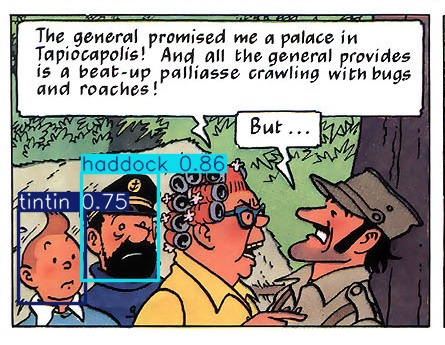 The general promised me a palace in
Tapiocapolis! And all the general provides
is a beat-up palliasse crawling with bugs
and roaches!
But ...
haddock 0.86
tintin 0.75